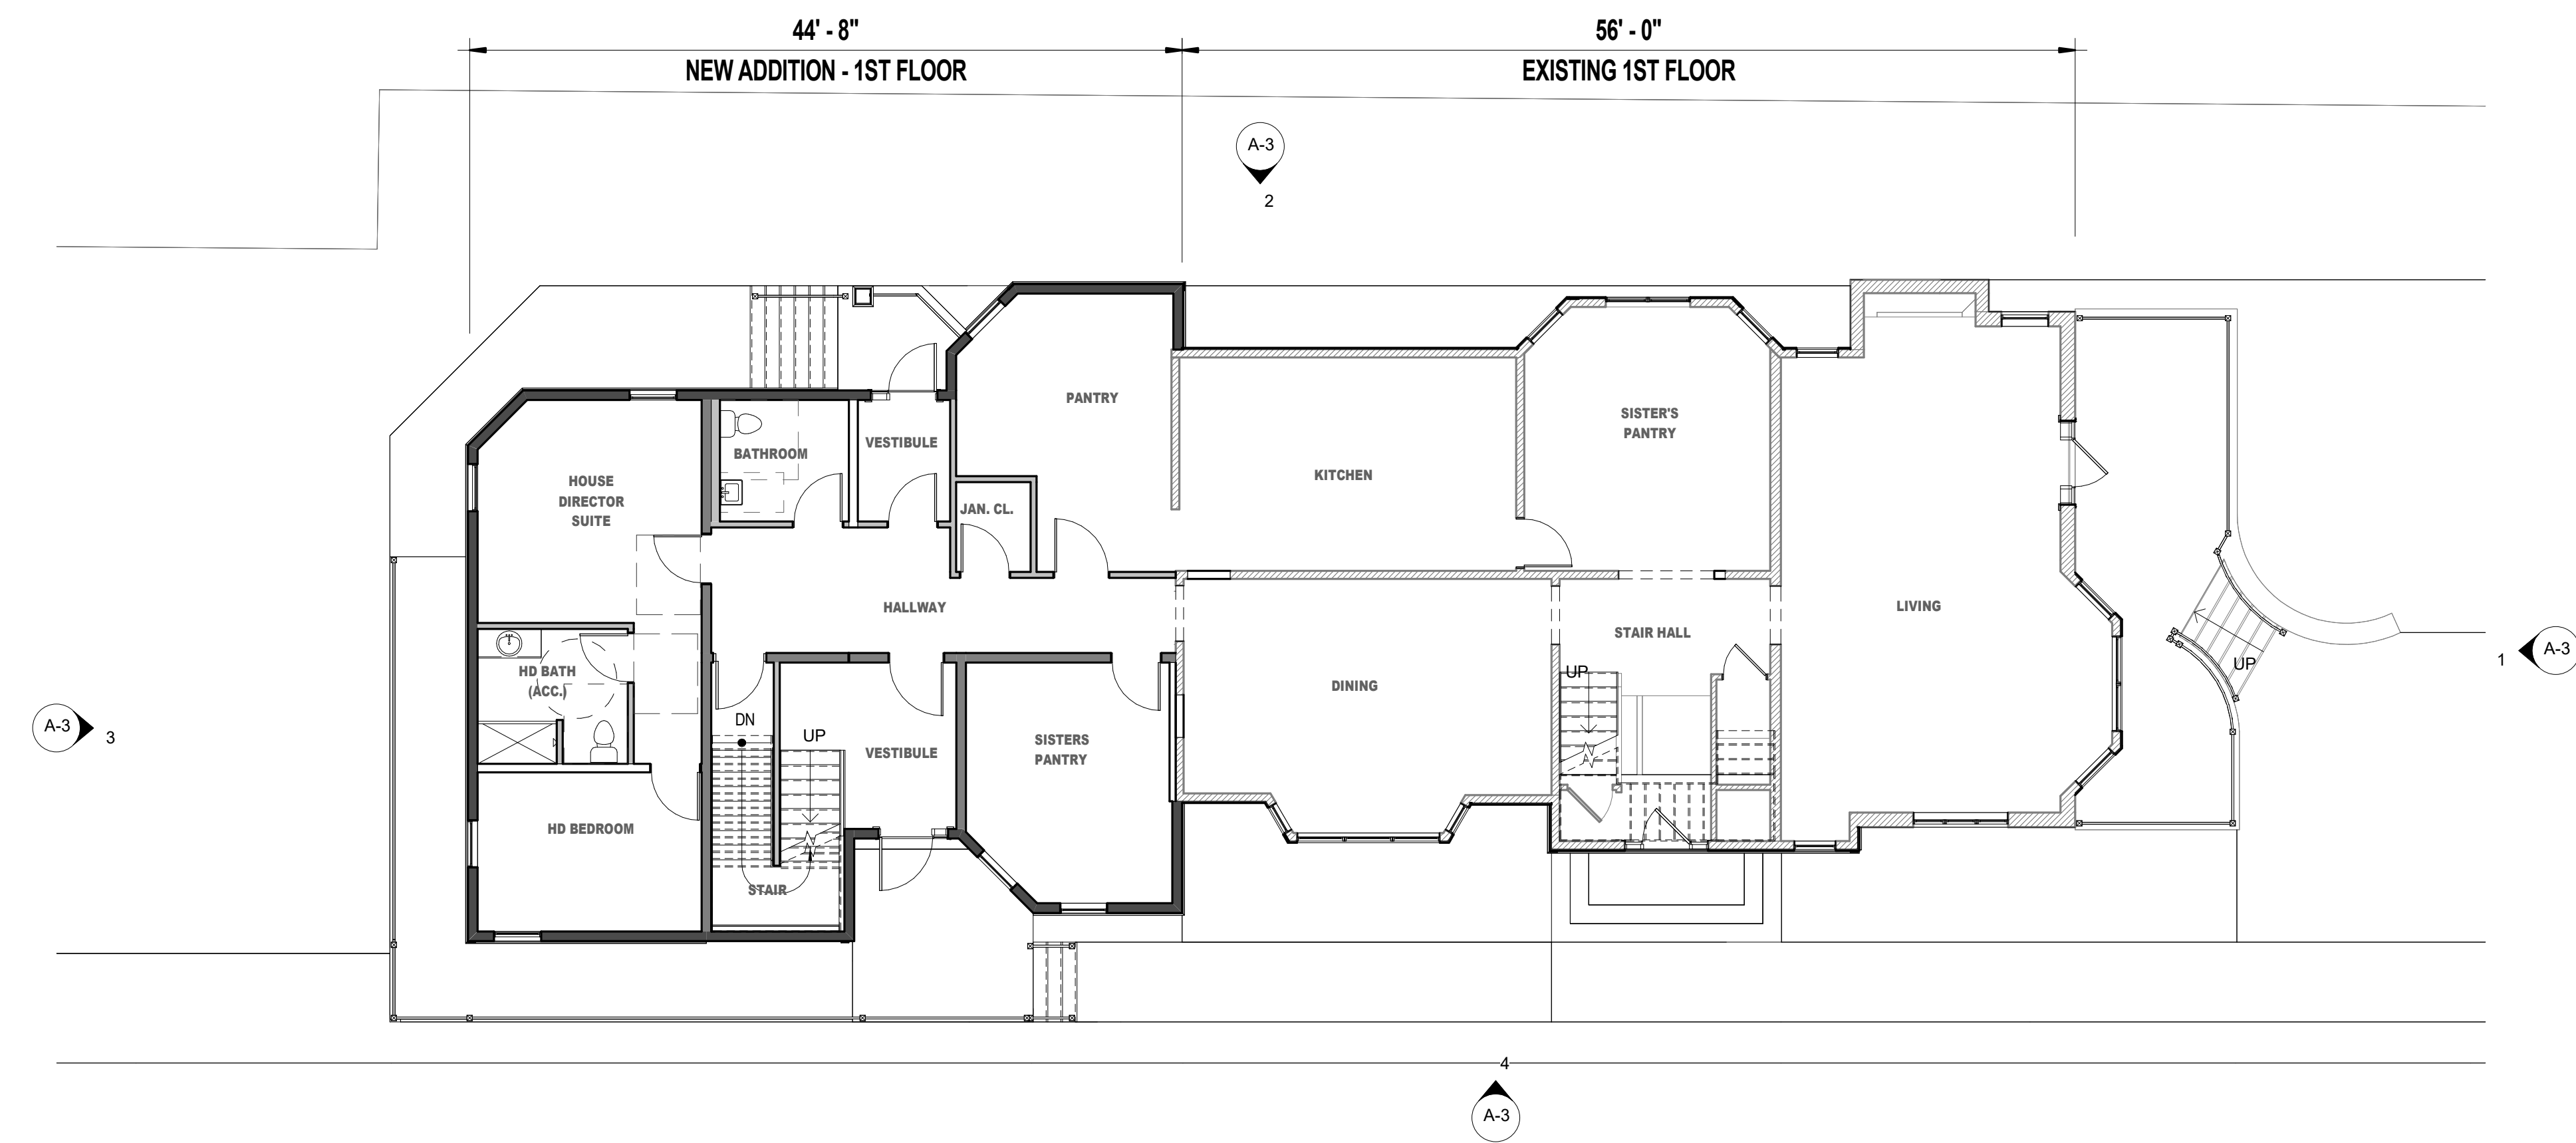 44' - 8"
56' - 0"
NEW ADDITION - 1ST FLOOR
EXISTING 1ST FLOOR
A-3
2
PANTRY
SISTER'S
PANTRY
VESTIBULE
BATHROOM
KITCHEN
HOUSE
DIRECTOR
SUITE
JAN. CL.
HALLWAY
LIVING
STAIR HALL
HD BATH
(ACC.)
UP
UP
1
A-3
DINING
DN
A-3
3
UP
SISTERS
PANTRY
VESTIBULE
HD BEDROOM
STAIR
4
A-3